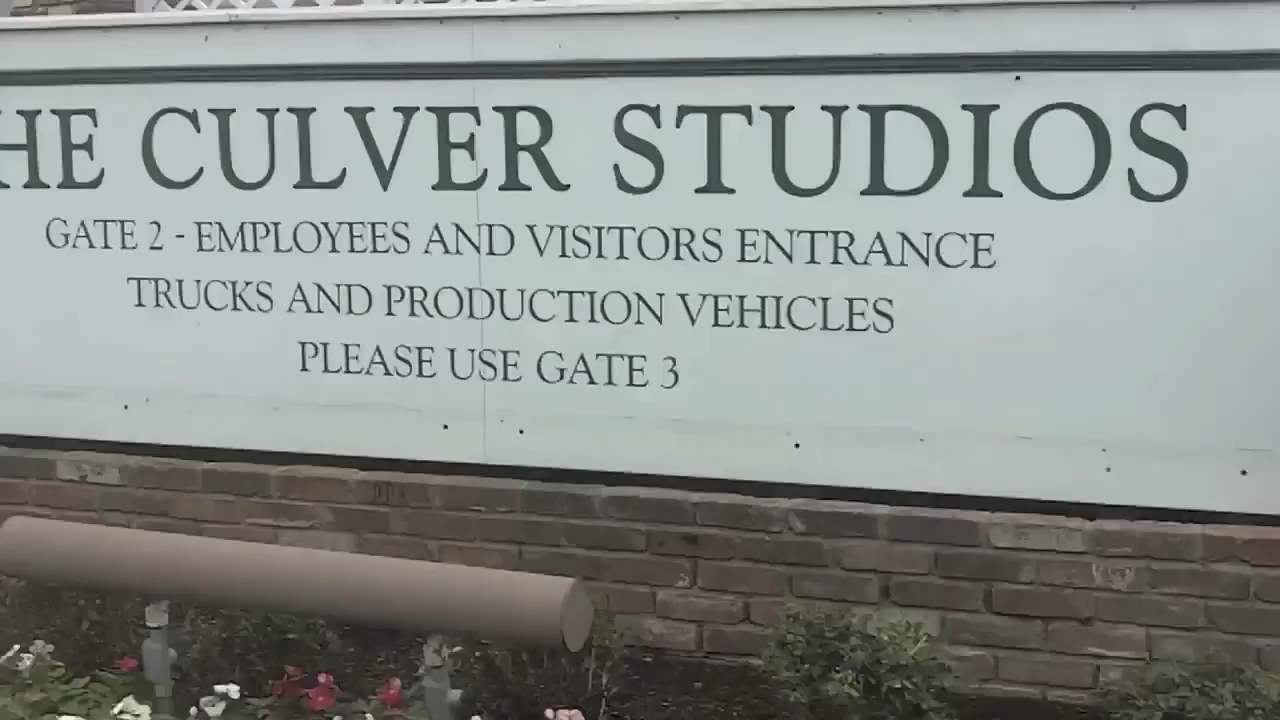 HE CULVER STUDIOS
GATE 2 - EMPLOYEES AND VISITORS ENTRANCE
TRUCKS AND PRODUCTION VEHICLES
PLEASE USE GATE 3